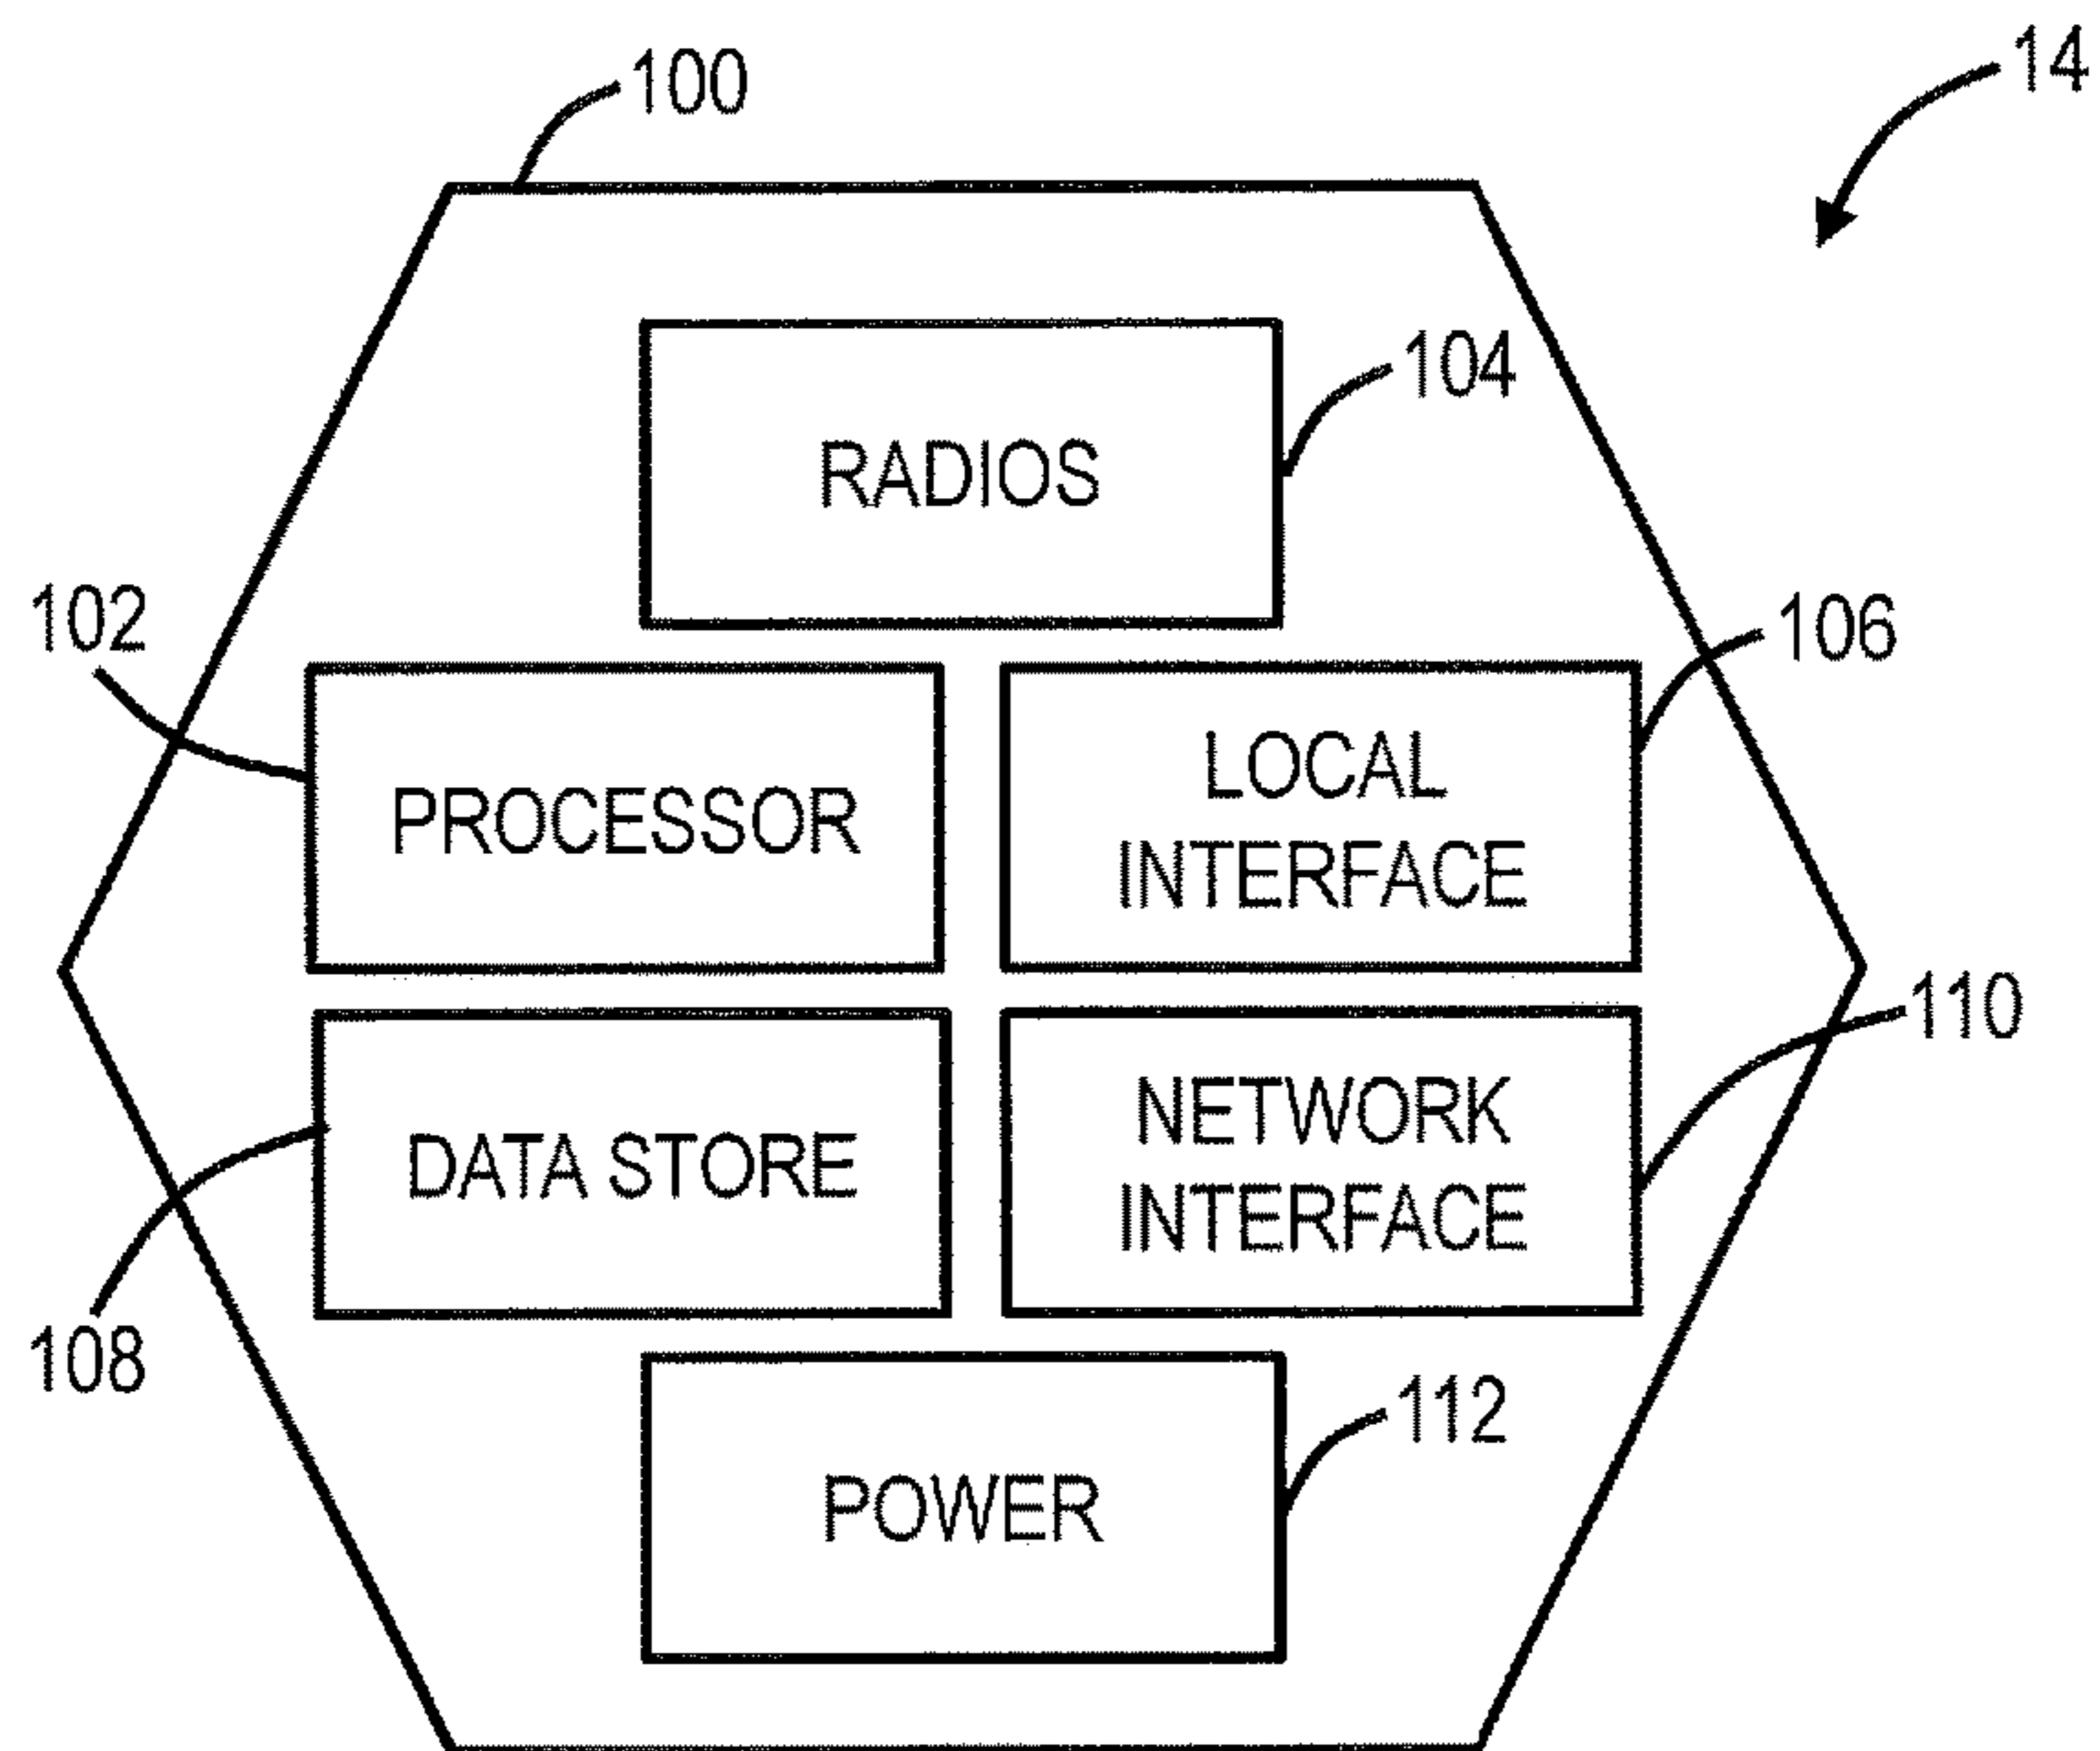 100
14
RADIOS
104
102
106
PROCESSOR
LOCAL
INTERFACE
110
DATA STORE
NETWORK
INTERFACE
108
POWER
112